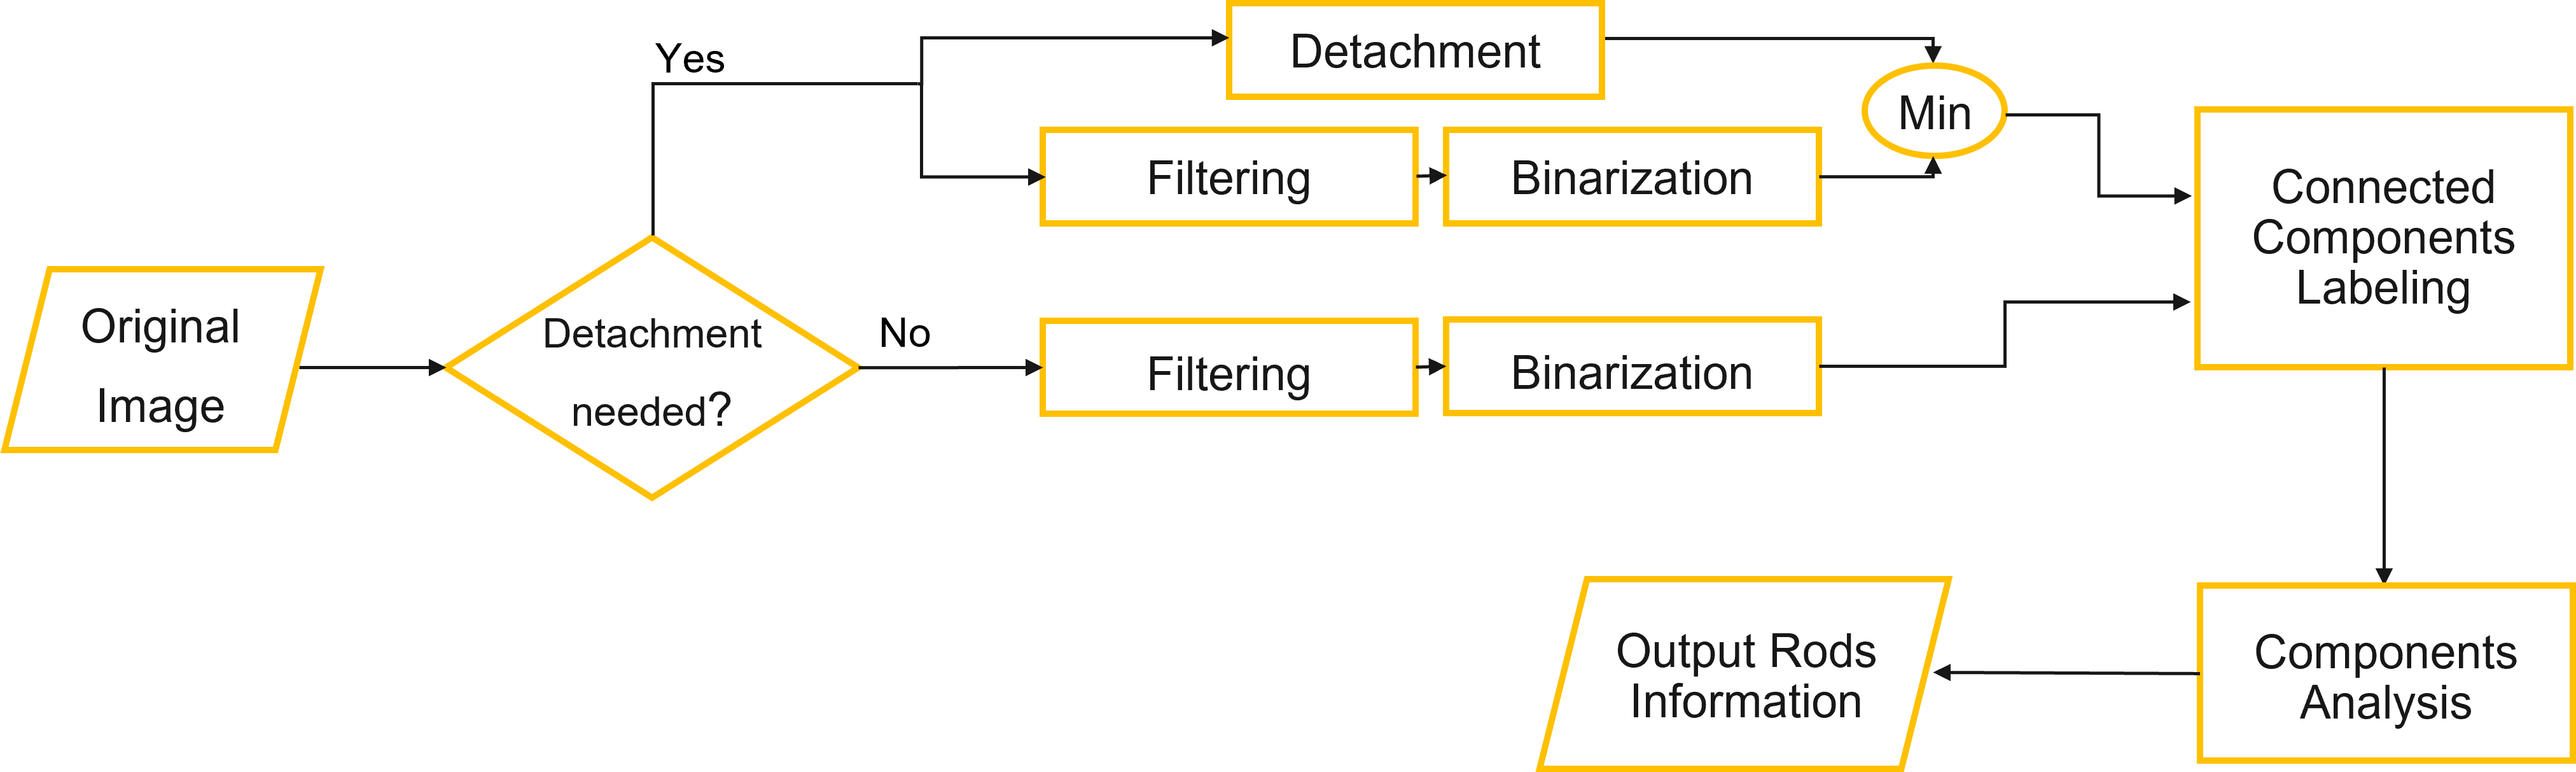 Yes
Detachment
Min
Filtering
Binarization
Connected
Components
Labeling
Original
Image
Detachment
needed?
No
Filtering
Binarization
Output Rods
Information
Components
Analysis